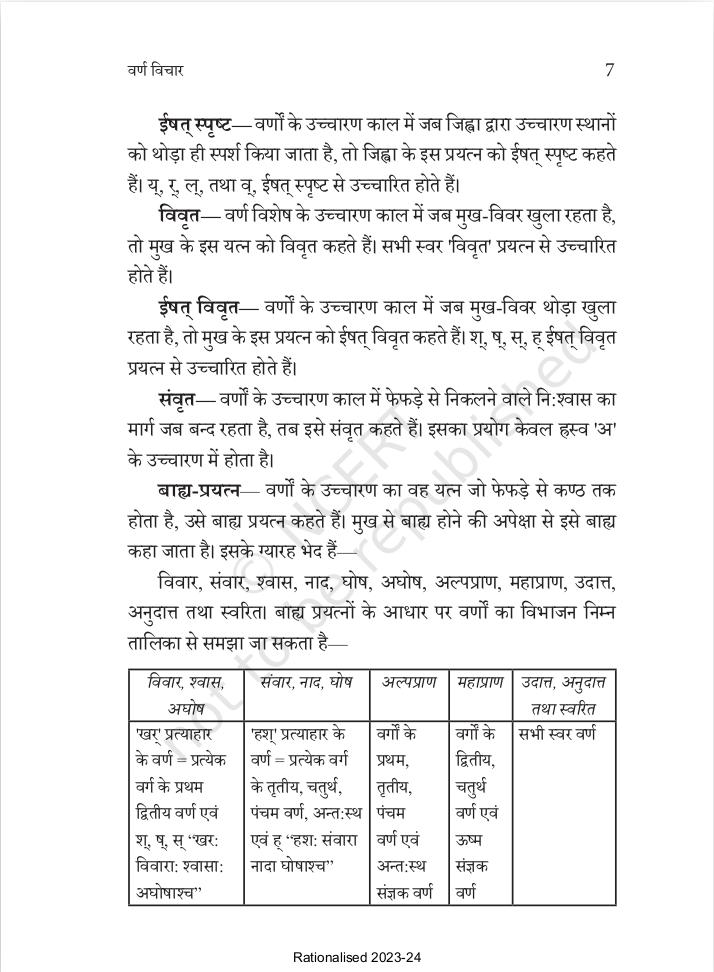 वर्ण विचार 7
ईषत् स्पृष्ट— वर्णों के उच्चारण काल में जब जिह्वा द्वारा उच्चारण स्थानों
को थोड़ा ही स्पर्श किया जाता है, तो जिह्वा के इस प्रयत्न को ईषत् स्पृष्ट कहते
हैं। य्, र्, ल्, तथा व्, ईषत् स्पृष्ट से उच्चारित होते हैं।
विवृत— वर्ण विशेष के उच्चारण काल में जब मुख-विवर खुला रहता है,
तो मुख के इस यत्न को विवृत कहते हैं। सभी स्वर 'विवृत' प्रयत्न से उच्चारित
होते हैं।
ईषत् विवृत— वर्णों के उच्चारण काल में जब मुख-विवर थोड़ा खुला
रहता है, तो मुख के इस प्रयत्न को ईषत् विवृत कहते हैं। श्, ष्, स्, ह् ईषत् विवृत
प्रयत्न से उच्चारित होते हैं।
संवृत— वर्णों के उच्चारण काल में फेफड़े से निकलने वाले नि:श्वास का
मार्ग जब बन्द रहता है, तब इसे संवृत कहते हैं। इसका प्रयोग केवल ह्रस्व 'अ'
के उच्चारण में होता है।
बाह्य-प्रयत्न— वर्णों के उच्चारण का वह यत्न जो फेफड़े से कण्ठ तक
होता है, उसे बाह्य प्रयत्न कहते हैं। मुख से बाह्य होने की अपेक्षा से इसे बाह्य
कहा जाता है। इसके ग्यारह भेद हैं—
विवार, संवार, श्वास, नाद, घोष, अघोष, अल्पप्राण, महाप्राण, उदात्त,
अनुदात्त तथा स्वरित। बाह्य प्रयत्नों के आधार पर वर्णों का विभाजन निम्न
तालिका से समझा जा सकता है—
विवार, श्वास,
अघोष
संवार, नाद, घोष
अल्पप्राण
महाप्राण
उदात्त, अनुदात्त
तथा स्वरित
'खर्' प्रत्याहार
के वर्ण = प्रत्येक
वर्ग के प्रथम
द्वितीय वर्ण एवं
श्, ष्, स् “खर:
विवारा: श्वासा:
अघोषाश्च”
'हश्' प्रत्याहार के
वर्ण = प्रत्येक वर्ग
के तृतीय, चतुर्थ,
पंचम वर्ण, अन्त:स्थ
एवं ह् “हश: संवारा
नादा घोषाश्च”
वर्गों के
प्रथम,
तृतीय,
पंचम
वर्ण एवं
अन्त:स्थ
संज्ञक वर्ण
वर्गों के
द्वितीय,
चतुर्थ
वर्ण एवं
ऊष्म
संज्ञक
वर्ण
सभी स्वर वर्ण
© NCERT
not to be republished
Rationalised 2023-24